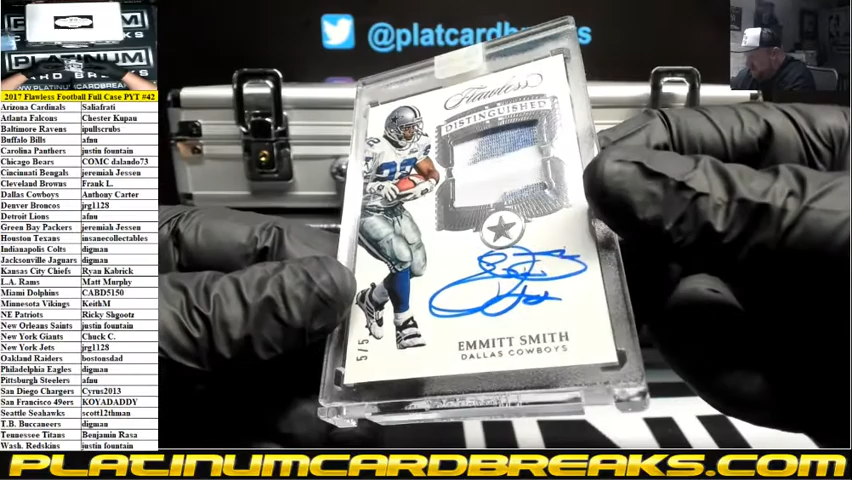 2017 Flawless Football Full Case PYT #42
Arizona Cardinals Saliafrati
Atlanta Falcons Chester Kupau
Baltimore Ravens ipullscrubs
Buffalo Bills afnu
Carolina Panthers justin fountain
Chicago Bears COMC dalando73
Cincinnati Bengals jeremiah Jessen
Cleveland Browns Frank L.
Dallas Cowboys Anthony Carter
Denver Broncos jrg1128
Detroit Lions afnu
Green Bay Packers jeremiah Jessen
Houston Texans insanecollectables
Indianapolis Colts digman
Jacksonville Jaguars digman
Kansas City Chiefs Ryan Kabrick
L.A. Rams Matt Murphy
Miami Dolphins CABD5150
Minnesota Vikings KeithM
NE Patriots Ricky Shgootz
New Orleans Saints justin fountain
New York Giants Chuck C.
New York Jets jrg1128
Oakland Raiders bostonsdad
Philadelphia Eagles digman
Pittsburgh Steelers afnu
San Diego Chargers Cyrus2013
San Francisco 49ers KOYADADDY
Seattle Seahawks scott12thman
T.B. Buccaneers digman
Tennessee Titans Benjamin Rasa
Wash. Redskins justin fountain
@platcardbreaks
Flawless
DISTINGUISHED
22
5/5
EMMITT SMITH
DALLAS COWBOYS
PLATINUM
CARD BREAKS
PLATINUMCARDBREAKS.COM